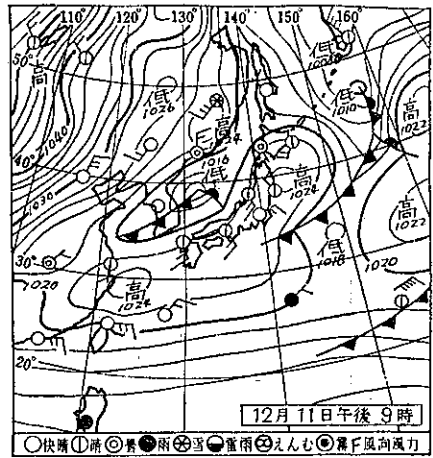 110° 120° 130° 140° 150° 160°
低
高 50°
低
1026
低
1010
高
1022
1040
高
40°
1016
低
1030
高
1024
高
1022
30°
低
1018
1020
1020
高
1024
20°
12月11日午後9時
○快晴 ①晴 ◎曇 ●雨 ⊗雪 雷雨 えんむ 霧F風向風力